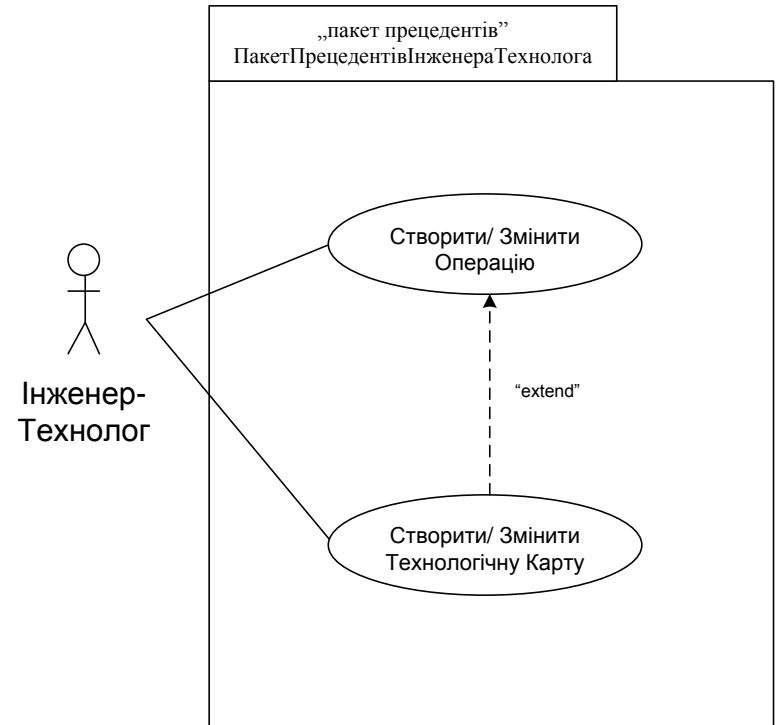 „пакет прецедентів”
ПакетПрецедентівІнженераТехнолога
Створити/ Змінити
Операцію
Інженер-
Технолог
“extend”
Створити/ Змінити
Технологічну Карту